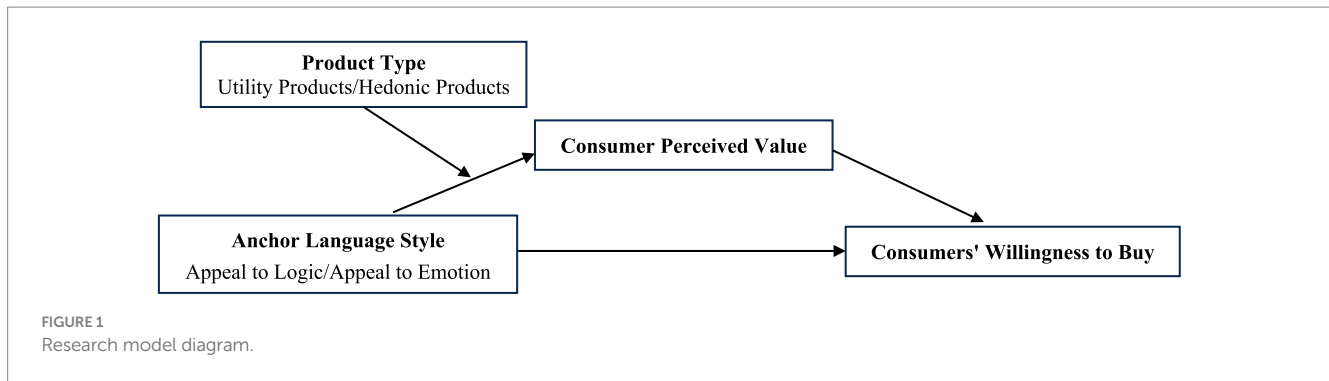 Product Type
Utility Products/Hedonic Products
Consumer Perceived Value
Anchor Language Style
Appeal to Logic/Appeal to Emotion
Consumers' Willingness to Buy
FIGURE 1
Research model diagram.